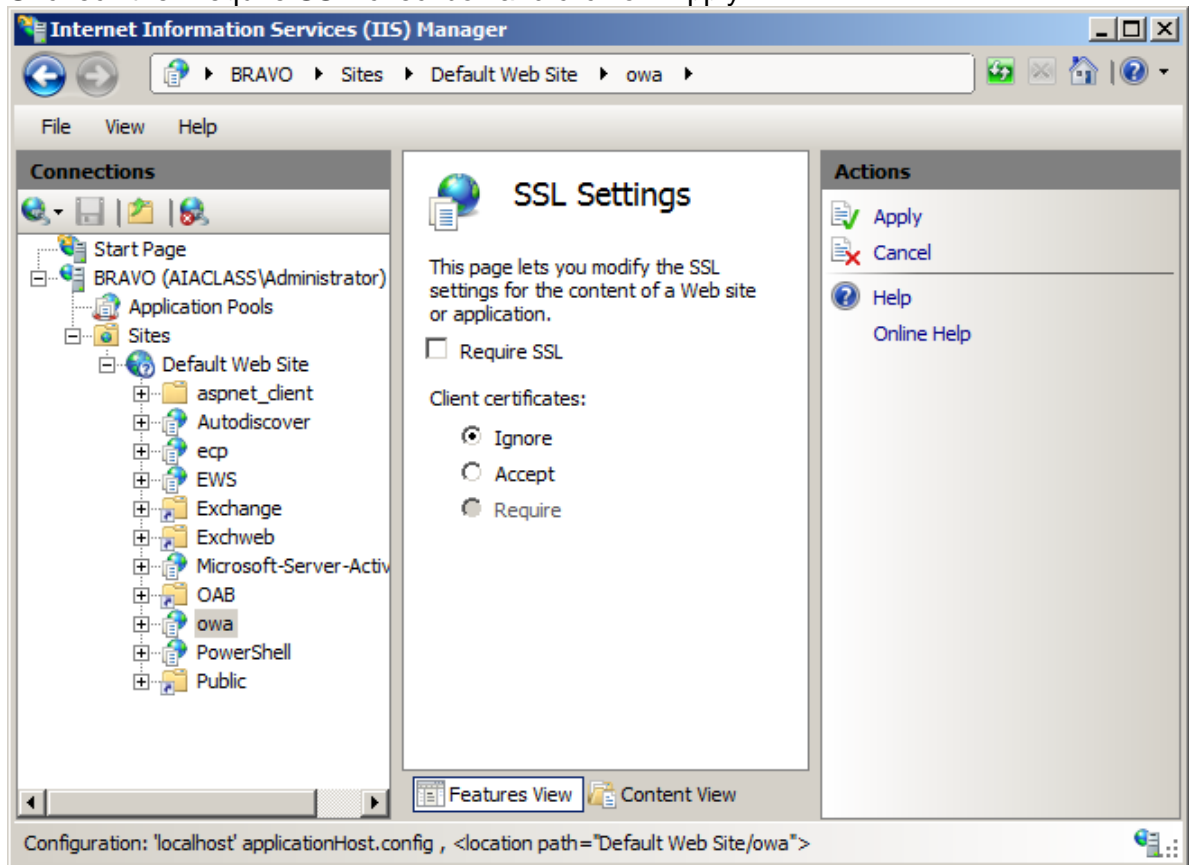 Internet Information Services (IIS) Manager
BRAVO Sites Default Web Site owa
File View Help
Connections
Start Page
BRAVO (AIACLASS\Administrator)
Application Pools
Sites
Default Web Site
aspnet_client
Autodiscover
ecp
EWS
Exchange
Exchweb
Microsoft-Server-Activ
OAB
owa
PowerShell
Public
SSL Settings
This page lets you modify the SSL
settings for the content of a Web site
or application.
Require SSL
Client certificates:
Ignore
Accept
Require
Features View Content View
Actions
Apply
Cancel
Help
Online Help
Configuration: 'localhost' applicationHost.config , <location path="Default Web Site/owa">